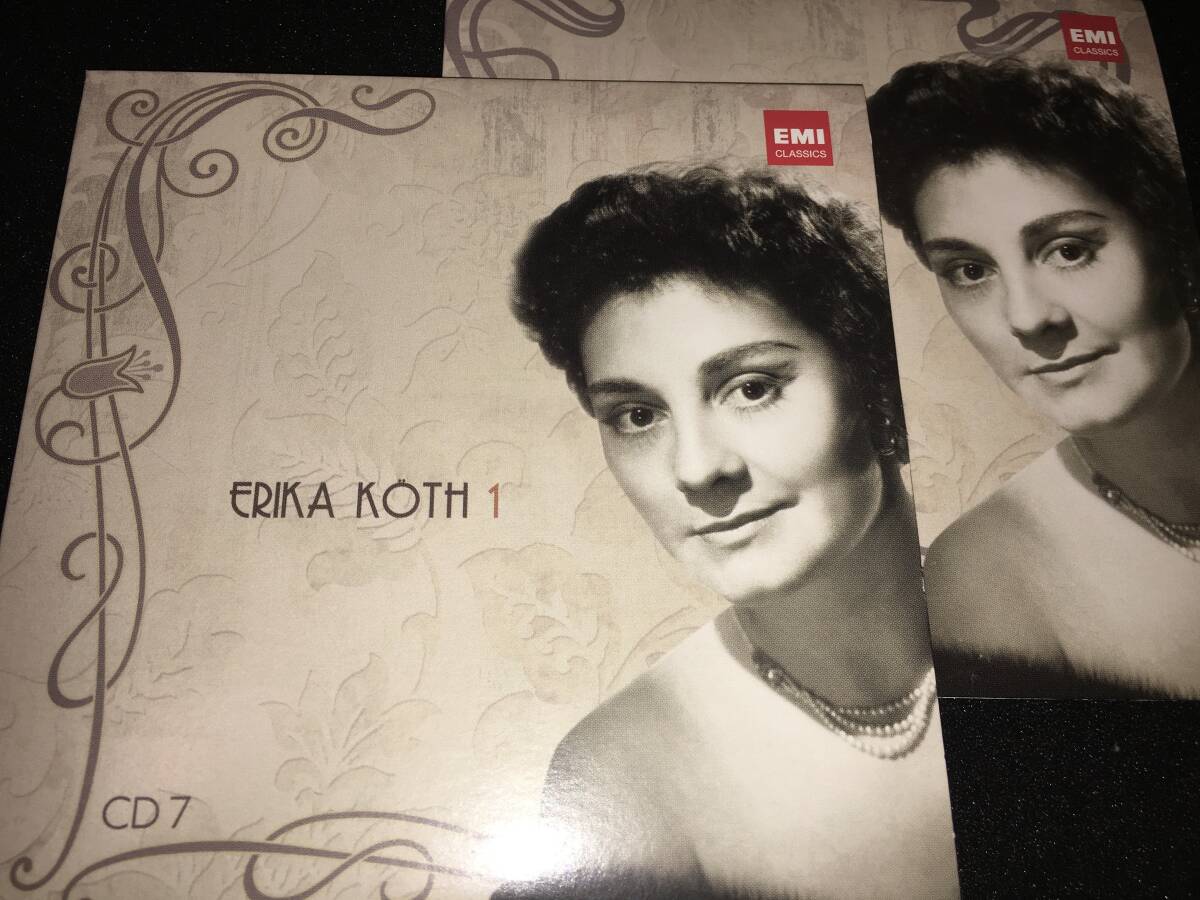 EMI
CLASSICS
EMI
CLASSICS
ERIKA KÖTH 1
CD 7